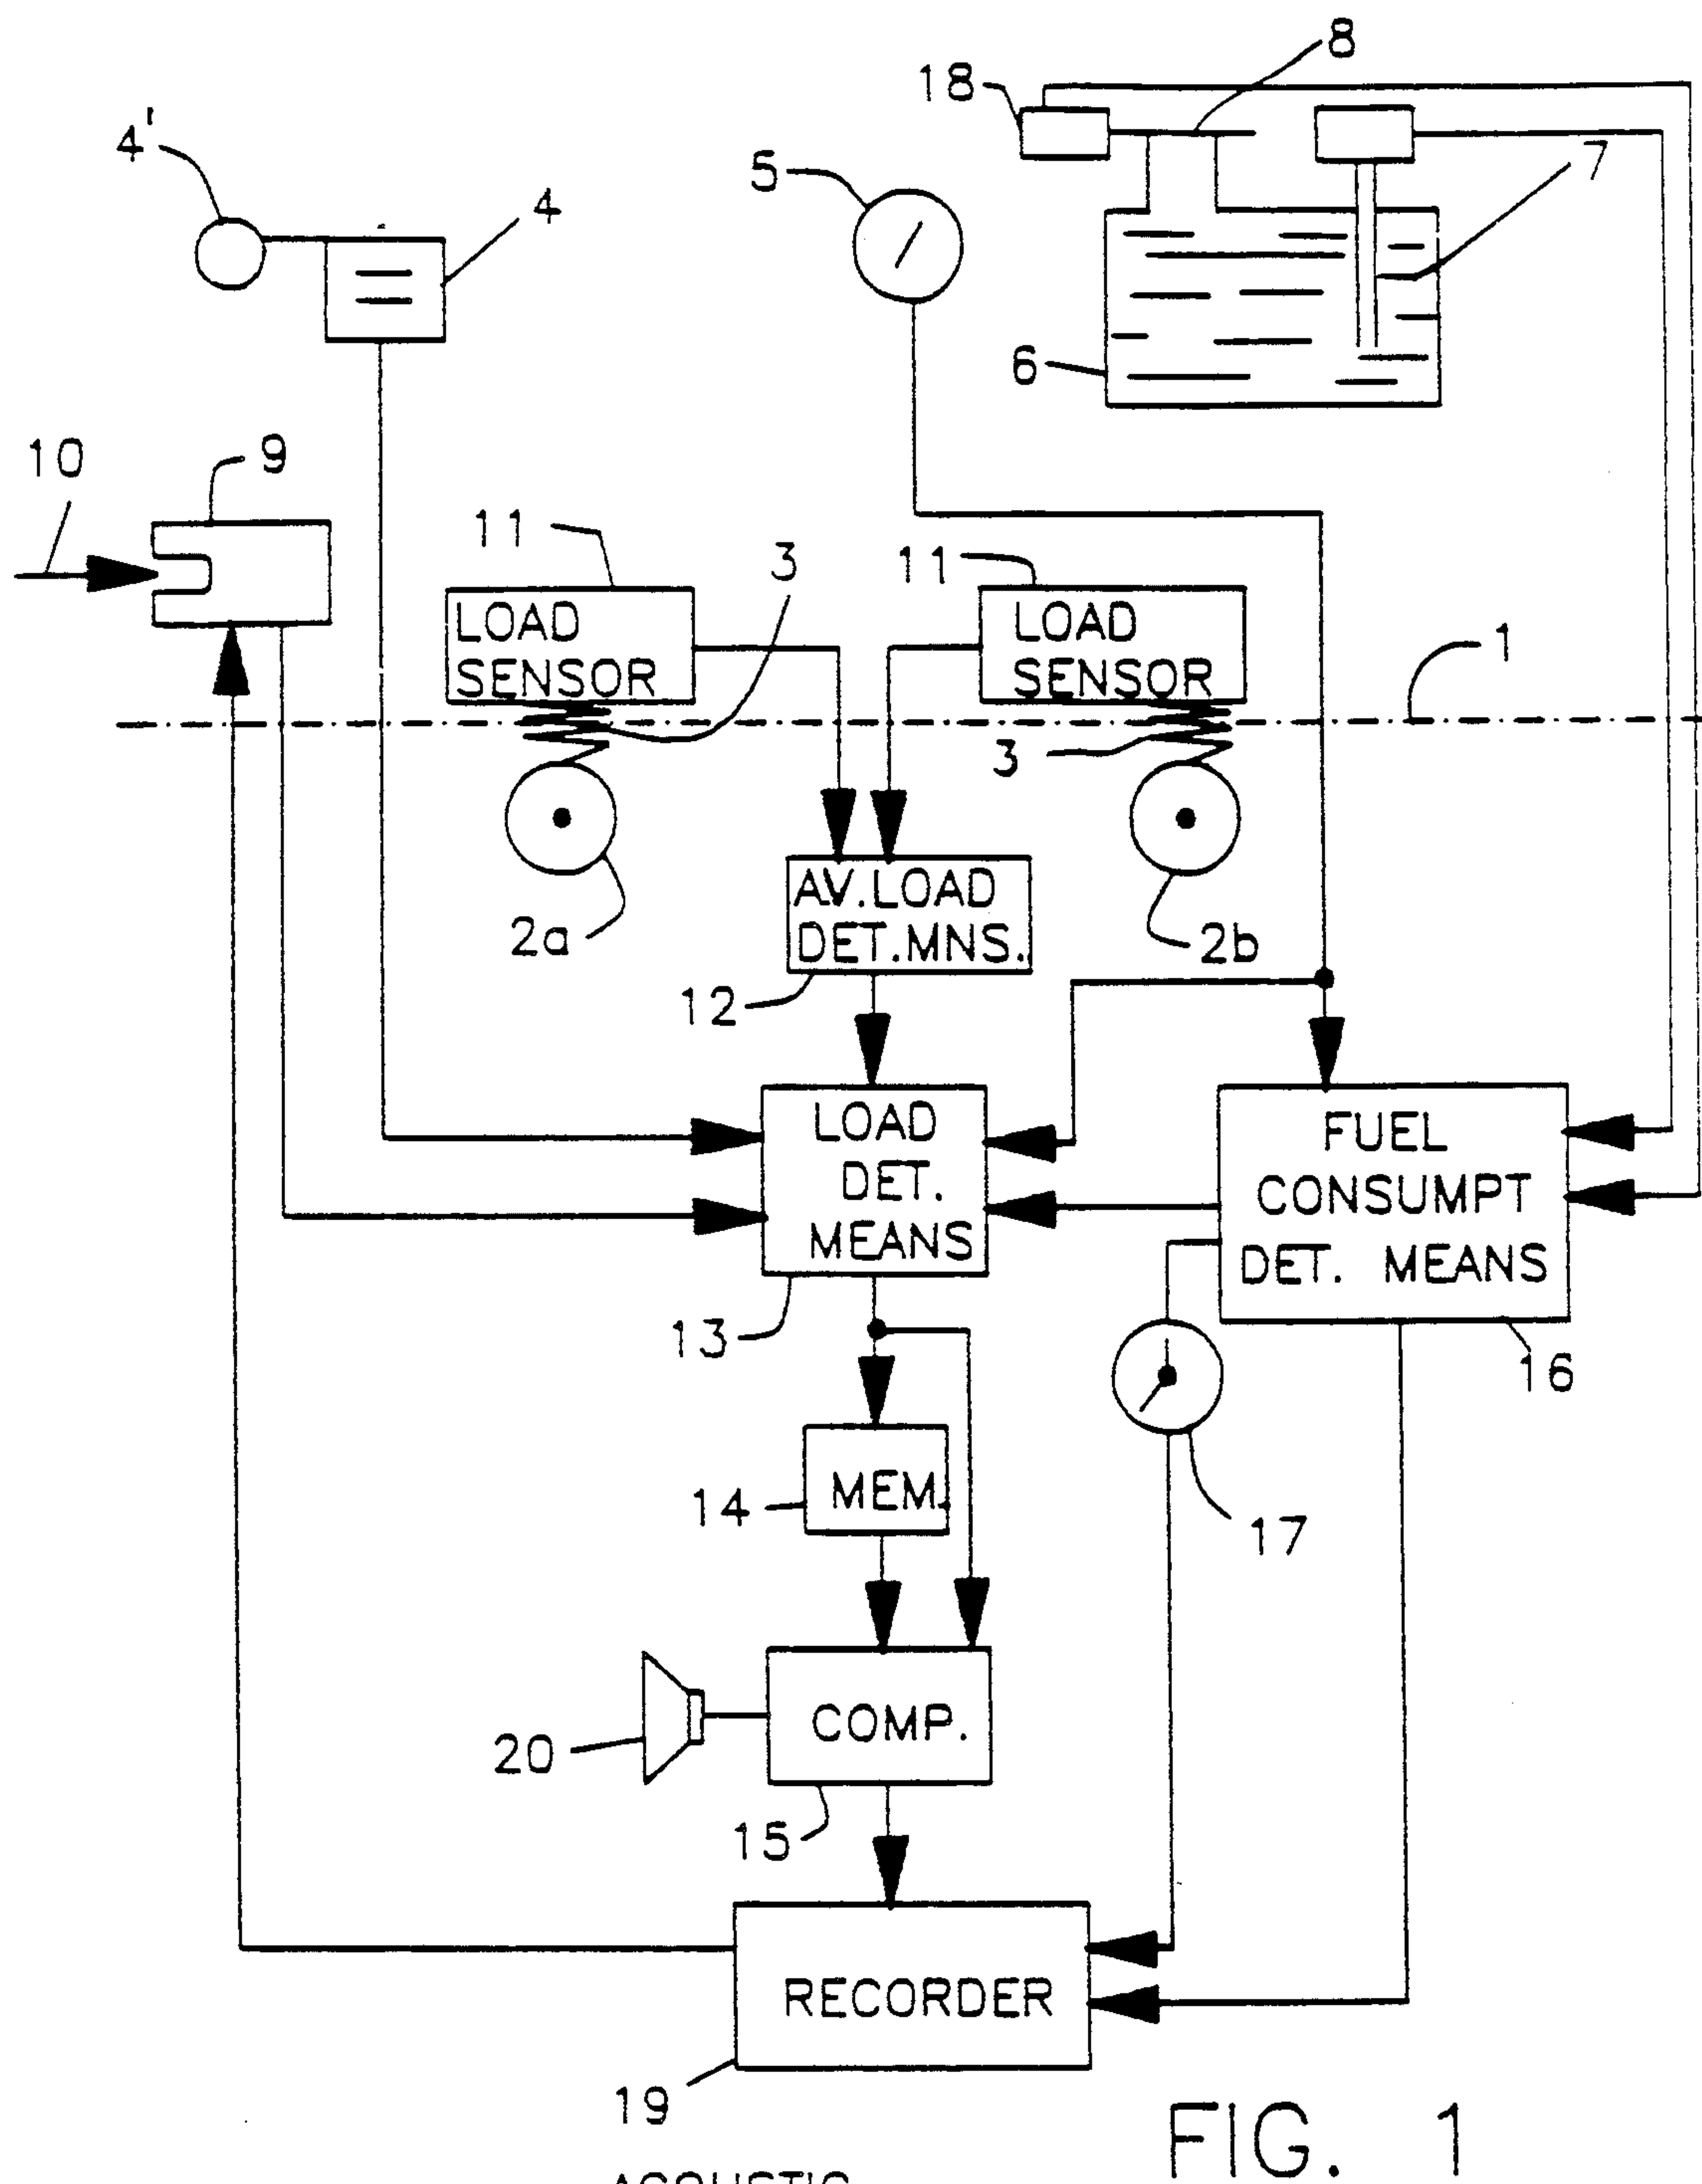 8
18
4'
4
5
7
6
10
9
11
3
11
LOAD
SENSOR
LOAD
SENSOR
1
3
2a
2b
AV.LOAD
DET.MNS.
12
LOAD
DET.
MEANS
FUEL
CONSUMPT
DET. MEANS
13
16
MEM.
14
17
COMP.
20
15
RECORDER
19
FIG. 1
ACOUSTIC